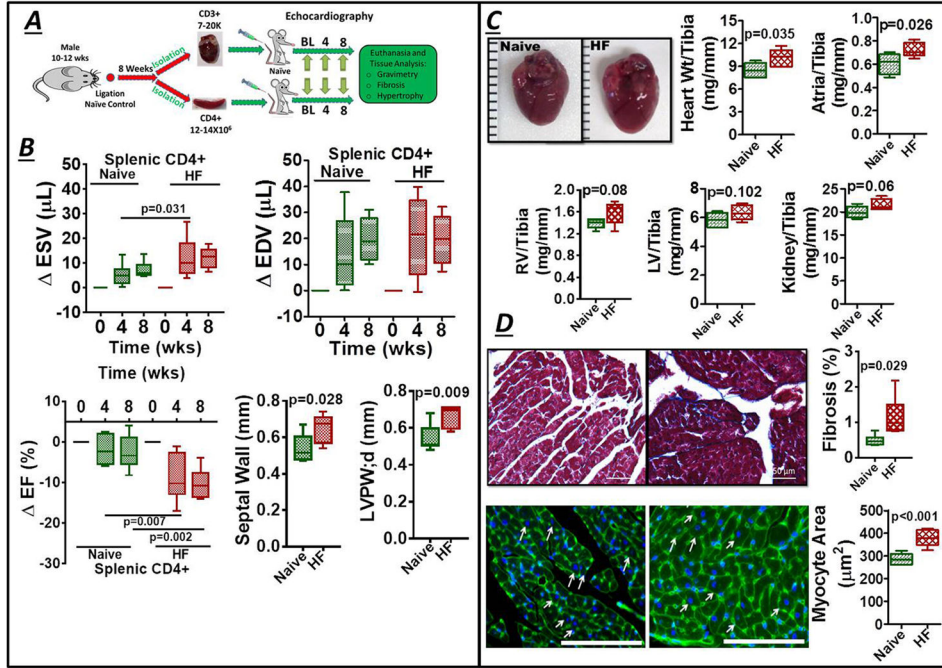 A
Male
10-12 wks
8 Weeks
Ligation
Naïve Control
Isolation
Isolation
CD3+
7-20K
CD4+
12-14X10⁶
Naïve
Echocardiography
BL 4 8
BL 4 8
Euthanasia and
Tissue Analysis:
o Gravimetry
o Fibrosis
o Hypertrophy
B
Splenic CD4+
Naive HF
p=0.031
Δ ESV (µL)
40
30
20
10
0
-10
0 4 8 0 4 8
Time (wks)
Splenic CD4+
Naive HF
Δ EDV (µL)
50
40
30
20
10
0
-10
0 4 8 0 4 8
Time (wks)
Time (wks)
0 4 8 0 4 8
Δ EF (%)
10
0
-10
-20
-30
p=0.007
p=0.002
Naive HF
Splenic CD4+
Septal Wall (mm)
p=0.028
0.8
0.6
0.4
0.2
0.0
Naive HF
LVPW;d (mm)
p=0.009
0.8
0.6
0.4
0.2
0.0
Naive HF
C
Naive
HF
Heart Wt/Tibia
(mg/mm)
p=0.035
15
12
9
6
3
0
Naive HF
Atria/Tibia
(mg/mm)
p=0.026
1.0
0.8
0.6
0.4
0.2
0.0
Naive HF
RV/Tibia
(mg/mm)
p=0.08
2.0
1.6
1.2
0.8
0.4
0.0
Naive HF
LV/Tibia
(mg/mm)
p=0.102
8
6
4
2
0
Naive HF
Kidney/Tibia
(mg/mm)
p=0.06
25
20
15
10
5
0
Naive HF
D
50 µm
Fibrosis (%)
p=0.029
3
2
1
0
Naive HF
Myocyte Area
(µm²)
p<0.001
500
400
300
200
100
0
Naive HF